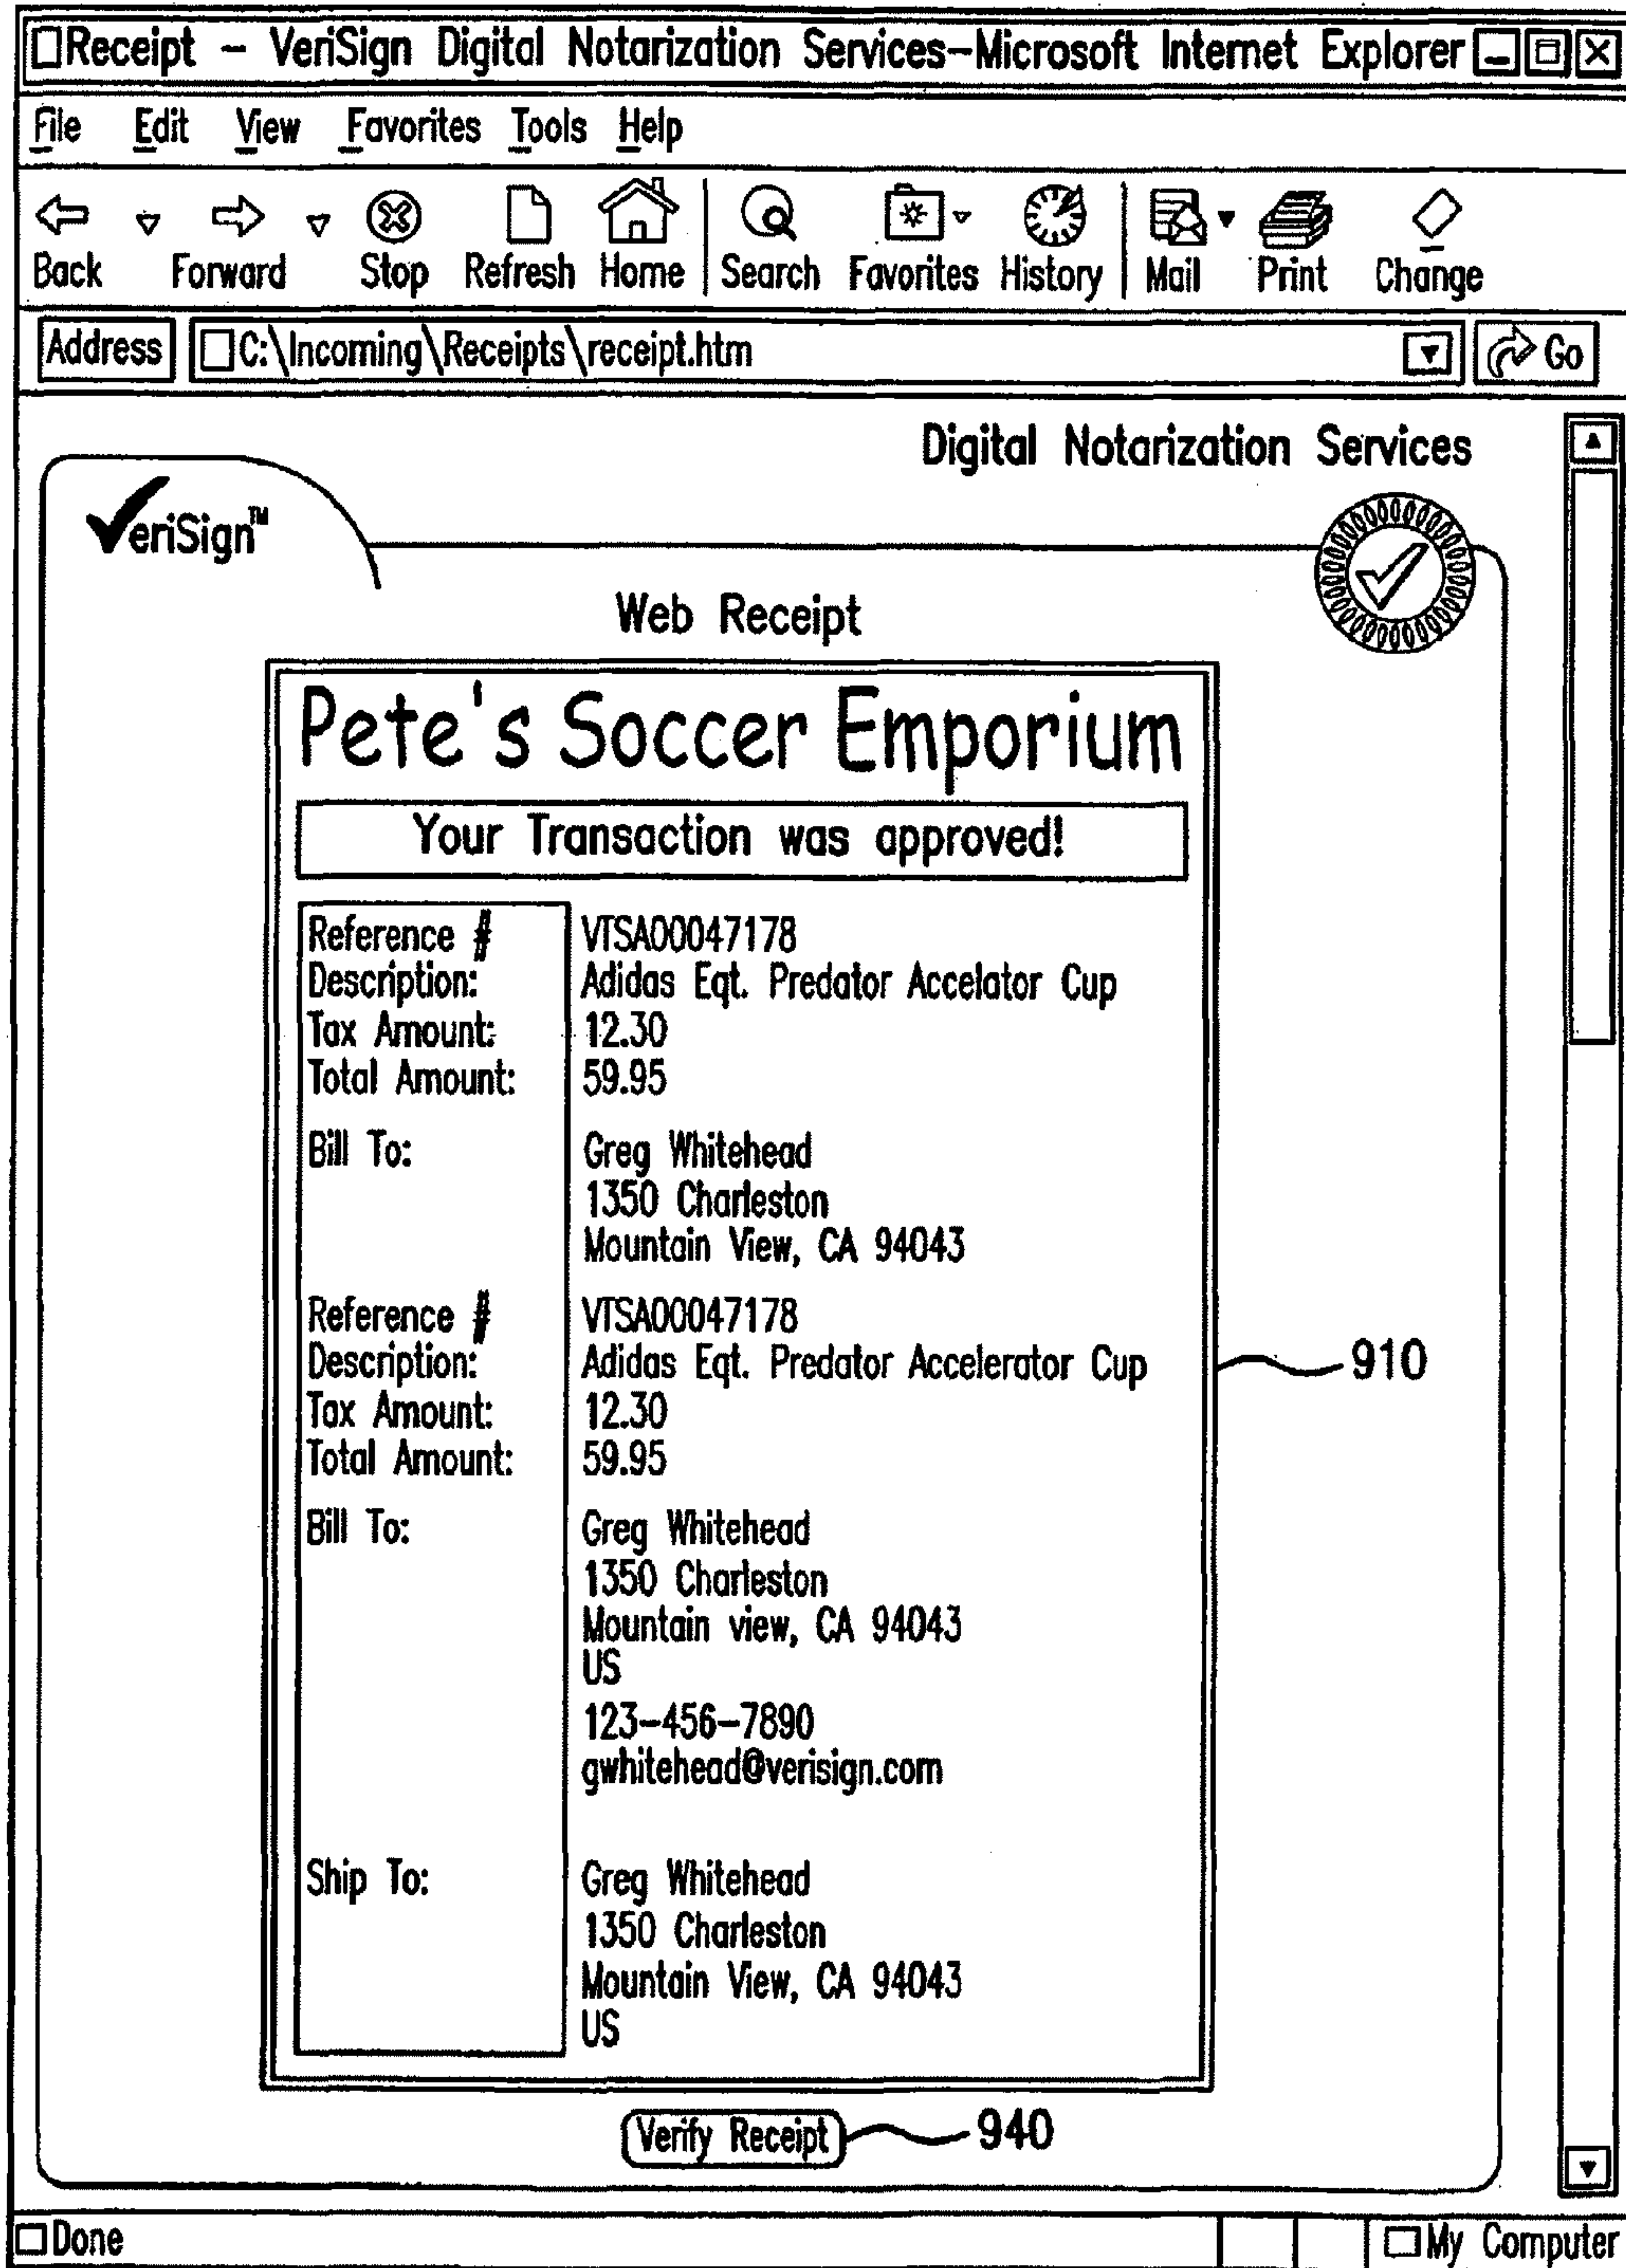 Receipt – VeriSign Digital Notarization Services–Microsoft Internet Explorer
File Edit View Favorites Tools Help
Back Forward Stop Refresh Home Search Favorites History Mail Print Change
Address C:\Incoming\Receipts\receipt.htm Go
Digital Notarization Services
VeriSign™
Web Receipt
Pete's Soccer Emporium
Your Transaction was approved!
Reference # VTSA00047178
Description: Adidas Eqt. Predator Accelator Cup
Tax Amount: 12.30
Total Amount: 59.95
Bill To: Greg Whitehead
1350 Charleston
Mountain View, CA 94043
Reference # VTSA00047178
Description: Adidas Eqt. Predator Accelerator Cup
910
Tax Amount: 12.30
Total Amount: 59.95
Bill To: Greg Whitehead
1350 Charleston
Mountain view, CA 94043
US
123–456–7890
gwhitehead@verisign.com
Ship To: Greg Whitehead
1350 Charleston
Mountain View, CA 94043
US
Verify Receipt 940
Done My Computer